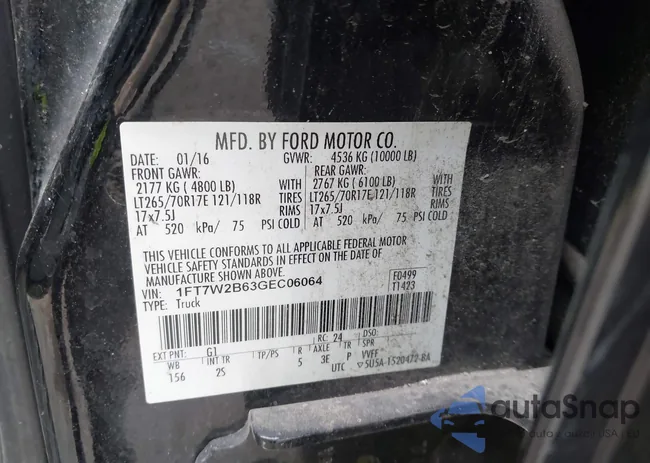 MFD. BY FORD MOTOR CO.
DATE: 01/16 GVWR: 4536 KG (10000 LB)
FRONT GAWR: REAR GAWR:
2177 KG ( 4800 LB) WITH 2767 KG ( 6100 LB) WITH
LT265/70R17E 121/118R TIRES LT265/70R17E 121/118R TIRES
17x7.5J RIMS 17x7.5J RIMS
AT 520 kPa/ 75 PSI COLD AT 520 kPa/ 75 PSI COLD
THIS VEHICLE CONFORMS TO ALL APPLICABLE FEDERAL MOTOR
VEHICLE SAFETY STANDARDS IN EFFECT ON THE DATE OF
MANUFACTURE SHOWN ABOVE.
VIN: 1FT7W2B63GEC06064 F0499
TYPE: Truck T1423
EXT PNT: G1 RC: 24 DSO:
WB INT TR TP/PS R AXLE TR SPR
156 2S 5 3E P VVFF
UTC ▽5U5A-1520472-BA
autoSnap